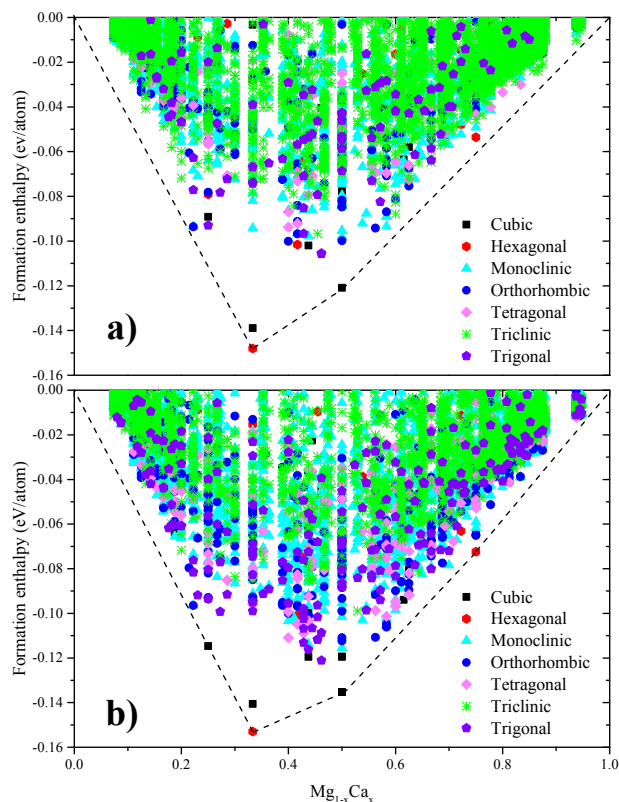 0.00
-0.02
-0.04
-0.06
-0.08
-0.10
-0.12
-0.14
-0.16
Formation enthalpy (ev/atom)
a)
Cubic
Hexagonal
Monoclinic
Orthorhombic
Tetragonal
Triclinic
Trigonal
0.00
-0.02
-0.04
-0.06
-0.08
-0.10
-0.12
-0.14
-0.16
Formation enthalpy (eV/atom)
b)
Cubic
Hexagonal
Monoclinic
Orthorhombic
Tetragonal
Triclinic
Trigonal
0.0 0.2 0.4 0.6 0.8 1.0
Mg1-xCax